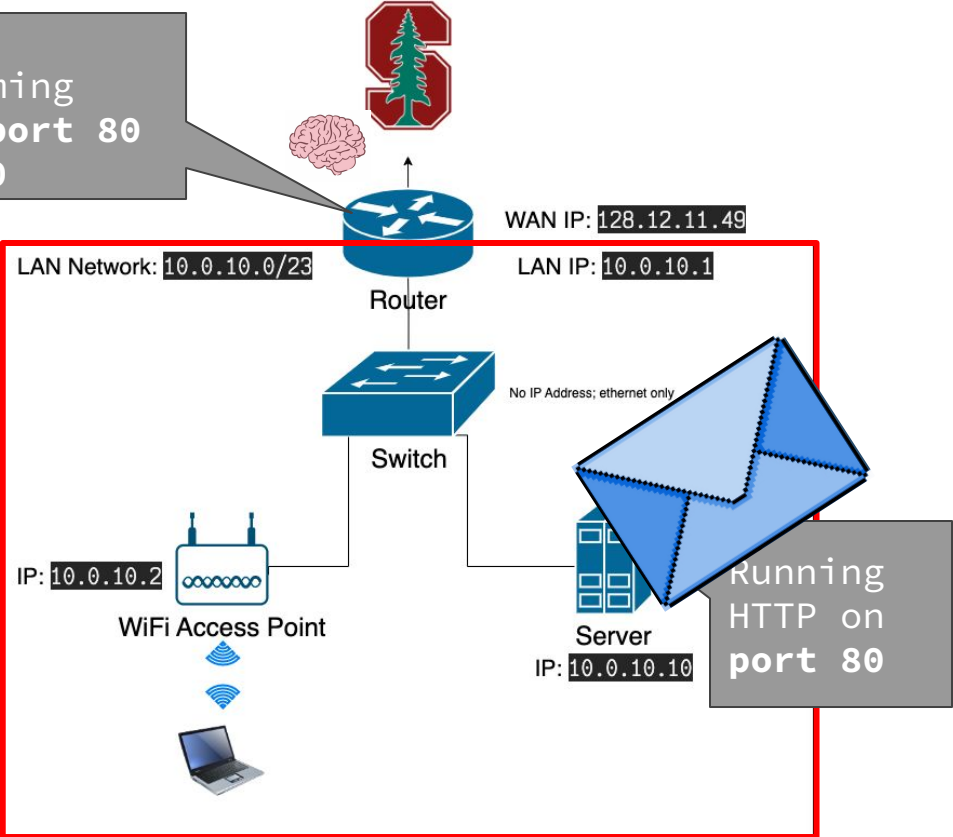 port 80
WAN IP: 128.12.11.49
LAN Network: 10.0.10.0/23
LAN IP: 10.0.10.1
Router
No IP Address; ethernet only
Switch
IP: 10.0.10.2
WiFi Access Point
Running
HTTP on
port 80
Server
IP: 10.0.10.10